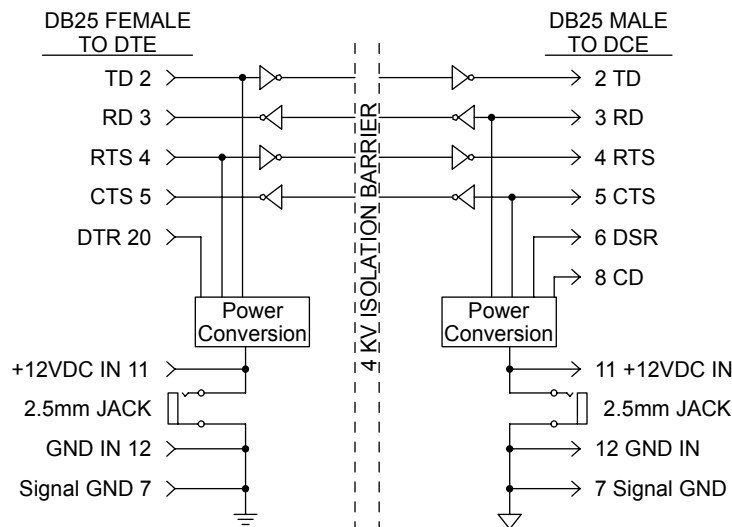 DB25 FEMALE
TO DTE
TD 2
RD 3
RTS 4
CTS 5
DTR 20
Power
Conversion
+12VDC IN 11
2.5mm JACK
GND IN 12
Signal GND 7
4 KV ISOLATION BARRIER
DB25 MALE
TO DCE
2 TD
3 RD
4 RTS
5 CTS
6 DSR
8 CD
Power
Conversion
11 +12VDC IN
2.5mm JACK
12 GND IN
7 Signal GND